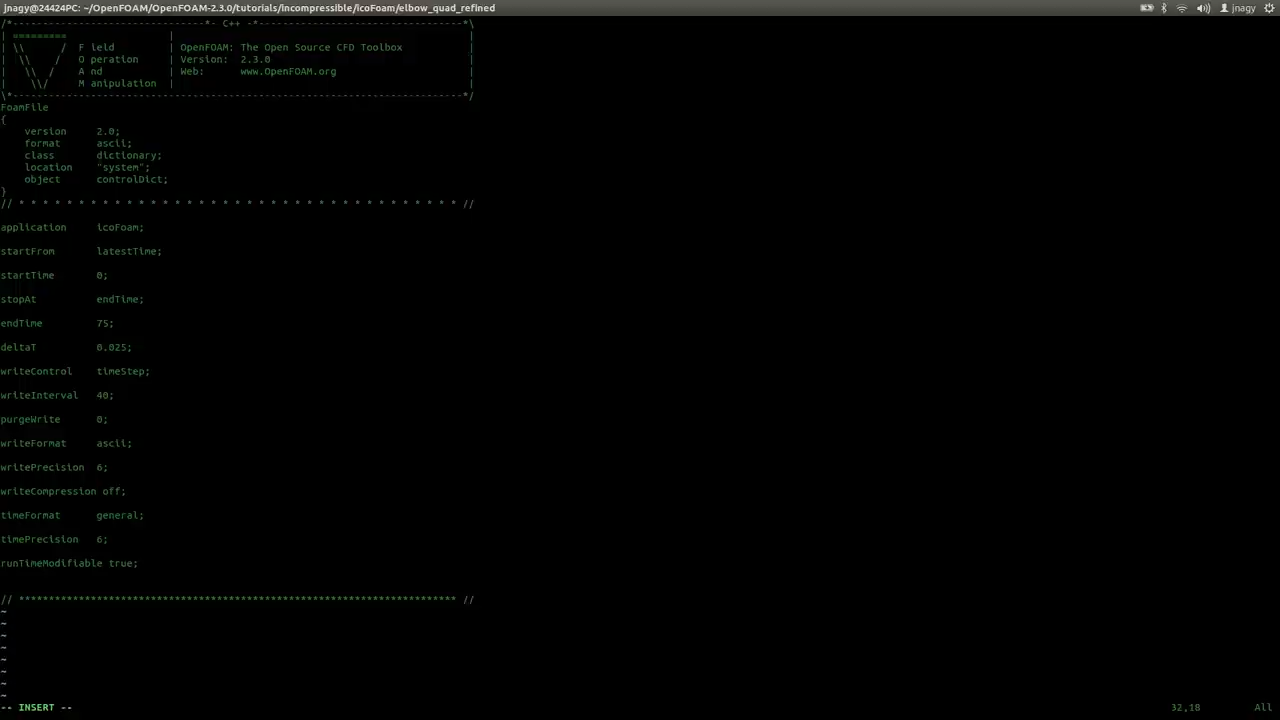 jnagy@24424PC: ~/OpenFOAM/OpenFOAM-2.3.0/tutorials/incompressible/icoFoam/elbow_quad_refined
jnagy
/*--------------------------------*- C++ -*----------------------------------*\
| =========                 |                                                 |
| \\      /  F ield         | OpenFOAM: The Open Source CFD Toolbox           |
|  \\    /   O peration     | Version:  2.3.0                                 |
|   \\  /    A nd           | Web:      www.OpenFOAM.org                      |
|    \\/     M anipulation  |                                                 |
\*---------------------------------------------------------------------------*/
FoamFile
{
    version     2.0;
    format      ascii;
    class       dictionary;
    location    "system";
    object      controlDict;
}
// * * * * * * * * * * * * * * * * * * * * * * * * * * * * * * * * * * * * * //
application     icoFoam;
startFrom       latestTime;
startTime       0;
stopAt          endTime;
endTime         75;
deltaT          0.025;
writeControl    timeStep;
writeInterval   40;
purgeWrite      0;
writeFormat     ascii;
writePrecision  6;
writeCompression off;
timeFormat      general;
timePrecision   6;
runTimeModifiable true;
// ************************************************************************* //
~
~
~
~
~
~
~
~
-- INSERT --                    32,18          All